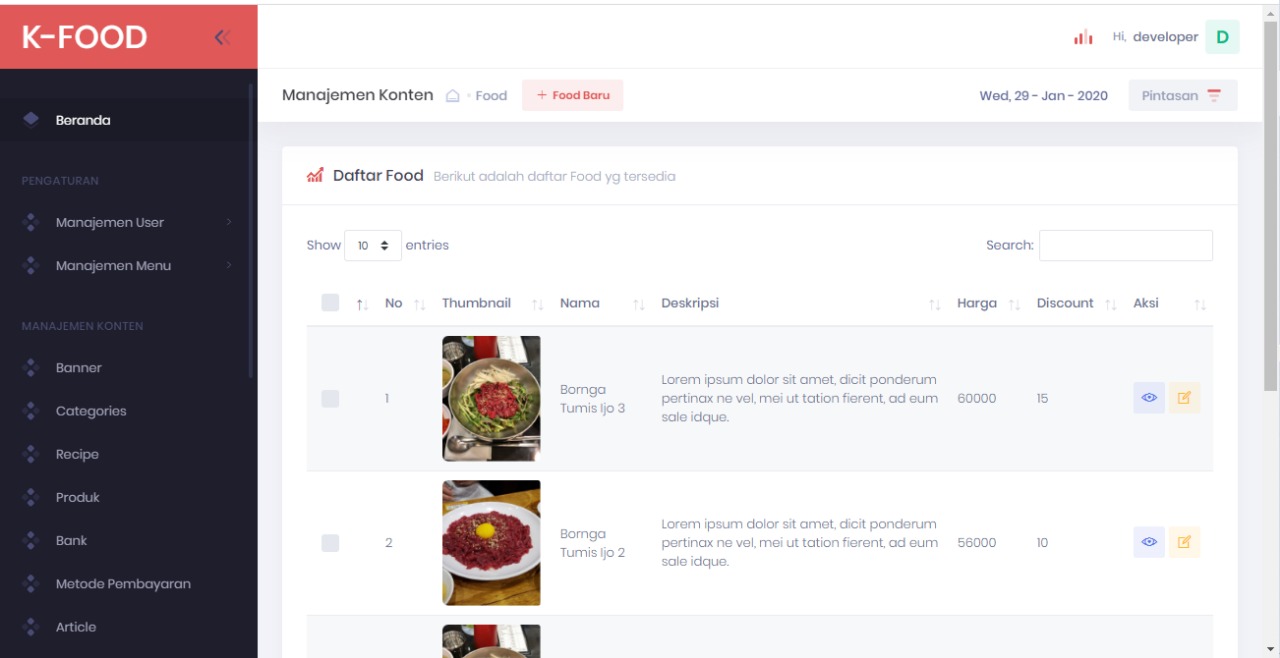 K-FOOD
Hi, developer
D
Manajemen Konten
Food
+ Food Baru
Wed, 29 - Jan - 2020
Pintasan
Beranda
PENGATURAN
Manajemen User
Manajemen Menu
MANAJEMEN KONTEN
Banner
Categories
Recipe
Produk
Bank
Metode Pembayaran
Article
Daftar Food Berikut adalah daftar Food yg tersedia
Show 10 entries
Search:
No Thumbnail Nama Deskripsi Harga Discount Aksi
1
Bornga
Tumis Ijo 3
Lorem ipsum dolor sit amet, dicit ponderum
pertinax ne vel, mei ut tation fierent, ad eum
sale idque.
60000
15
2
Bornga
Tumis Ijo 2
Lorem ipsum dolor sit amet, dicit ponderum
pertinax ne vel, mei ut tation fierent, ad eum
sale idque.
56000
10